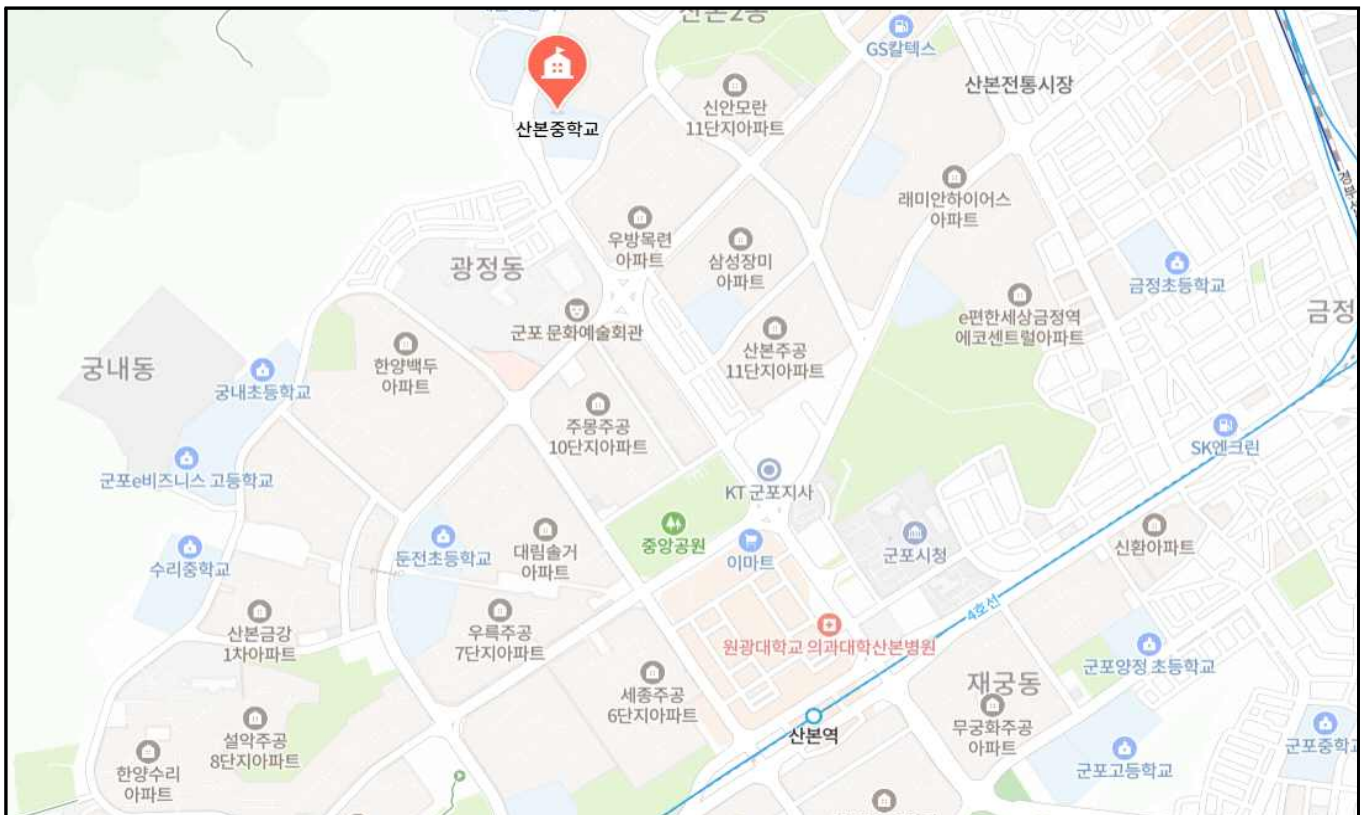 산본2동
GS칼텍스
산본전통시장
신안모란
11단지아파트
산본중학교
래미안하이어스
아파트
우방목련
아파트
삼성장미
아파트
광정동
금정초등학교
군포 문화예술회관
e편한세상금정역
에코센트럴아파트
금정
산본주공
11단지아파트
궁내동
한양백두
아파트
궁내초등학교
주몽주공
10단지아파트
SK엔크린
군포e비즈니스 고등학교
KT 군포지사
중앙공원
이마트
군포시청
신환아파트
둔전초등학교
대림솔거
아파트
수리중학교
4호선
산본금강
1차아파트
우륵주공
7단지아파트
원광대학교 의과대학산본병원
군포양정 초등학교
재궁동
세종주공
6단지아파트
무궁화주공
아파트
산본역
설악주공
8단지아파트
한양수리
아파트
군포고등학교
군포중학교